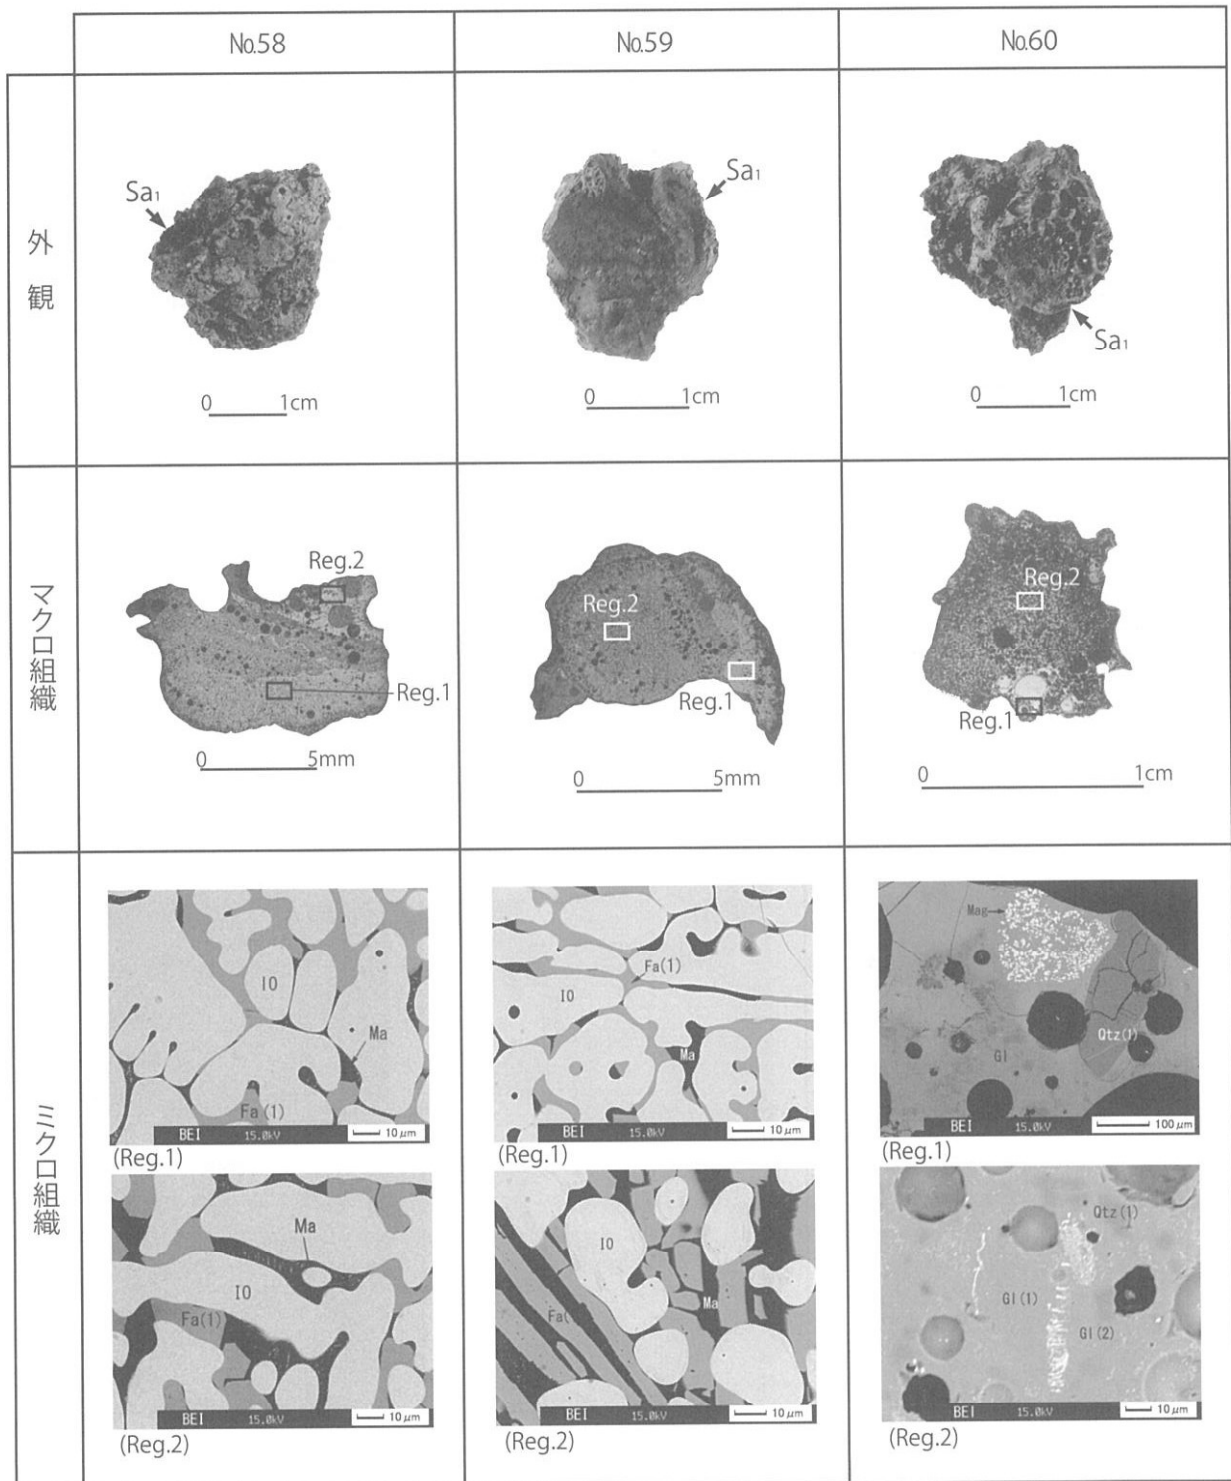 No.58
No.59
No.60
外観
Sa1
0 1cm
Sa1
0 1cm
Sa1
0 1cm
マクロ組織
Reg.2
Reg.1
0 5mm
Reg.2
Reg.1
0 5mm
Reg.2
Reg.1
0 1cm
ミクロ組織
IO
Ma
Fa(1)
BEI 15.0kV 10μm
(Reg.1)
Fa(1)
IO
Ma
BEI 15.0kV 10μm
(Reg.1)
Mag
Qtz(1)
Gl
BEI 15.0kV 100μm
(Reg.1)
Ma
IO
Fa(1)
BEI 15.0kV 10μm
(Reg.2)
IO
Ma
Fa(
BEI 15.0kV 10μm
(Reg.2)
Qtz(1)
Gl(1)
Gl(2)
BEI 15.0kV 10μm
(Reg.2)